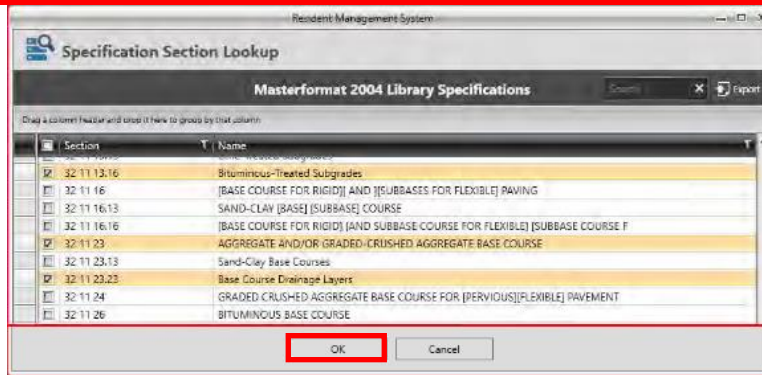 Resident Management System
Specification Section Lookup
Masterformat 2004 Library Specifications
Export
Drag a column header and drop it here to group by that column
Section Name
32 11 13.16 Bituminous-Treated Subgrades
32 11 16 [BASE COURSE FOR RIGID][ AND ][SUBBASES FOR FLEXIBLE] PAVING
32 11 16.13 SAND-CLAY [BASE] [SUBBASE] COURSE
32 11 16.16 [BASE COURSE FOR RIGID] [AND SUBBASE COURSE FOR FLEXIBLE] [SUBBASE COURSE F
32 11 23 AGGREGATE AND/OR GRADED-CRUSHED AGGREGATE BASE COURSE
32 11 23.13 Sand-Clay Base Courses
32 11 23.23 Base Course Drainage Layers
32 11 24 GRADED CRUSHED AGGREGATE BASE COURSE FOR [PERVIOUS][FLEXIBLE] PAVEMENT
32 11 26 BITUMINOUS BASE COURSE
OK Cancel